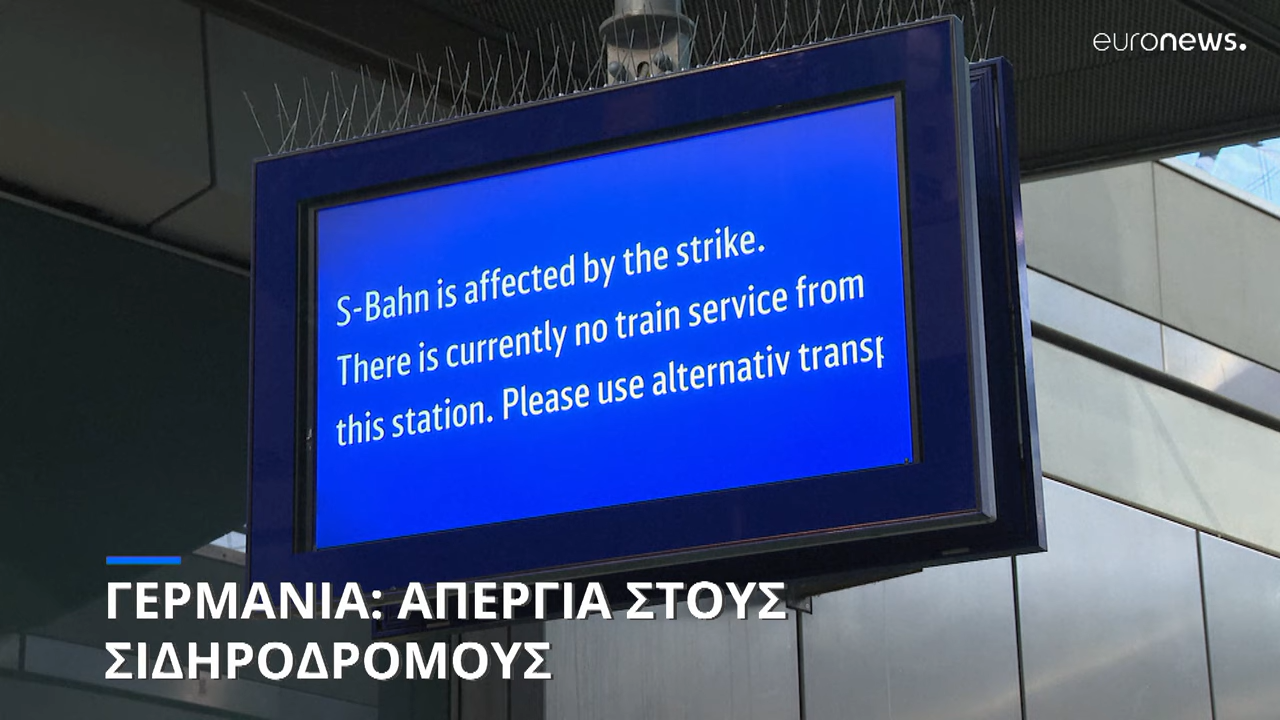 euronews.
S-Bahn is affected by the strike.
There is currently no train service from
this station. Please use alternativ
ΓΕΡΜΑΝΙΑ: ΑΠΕΡΓΙΑ ΣΤΟΥΣ
ΣΙΔΗΡΟΔΡΟΜΟΥΣ